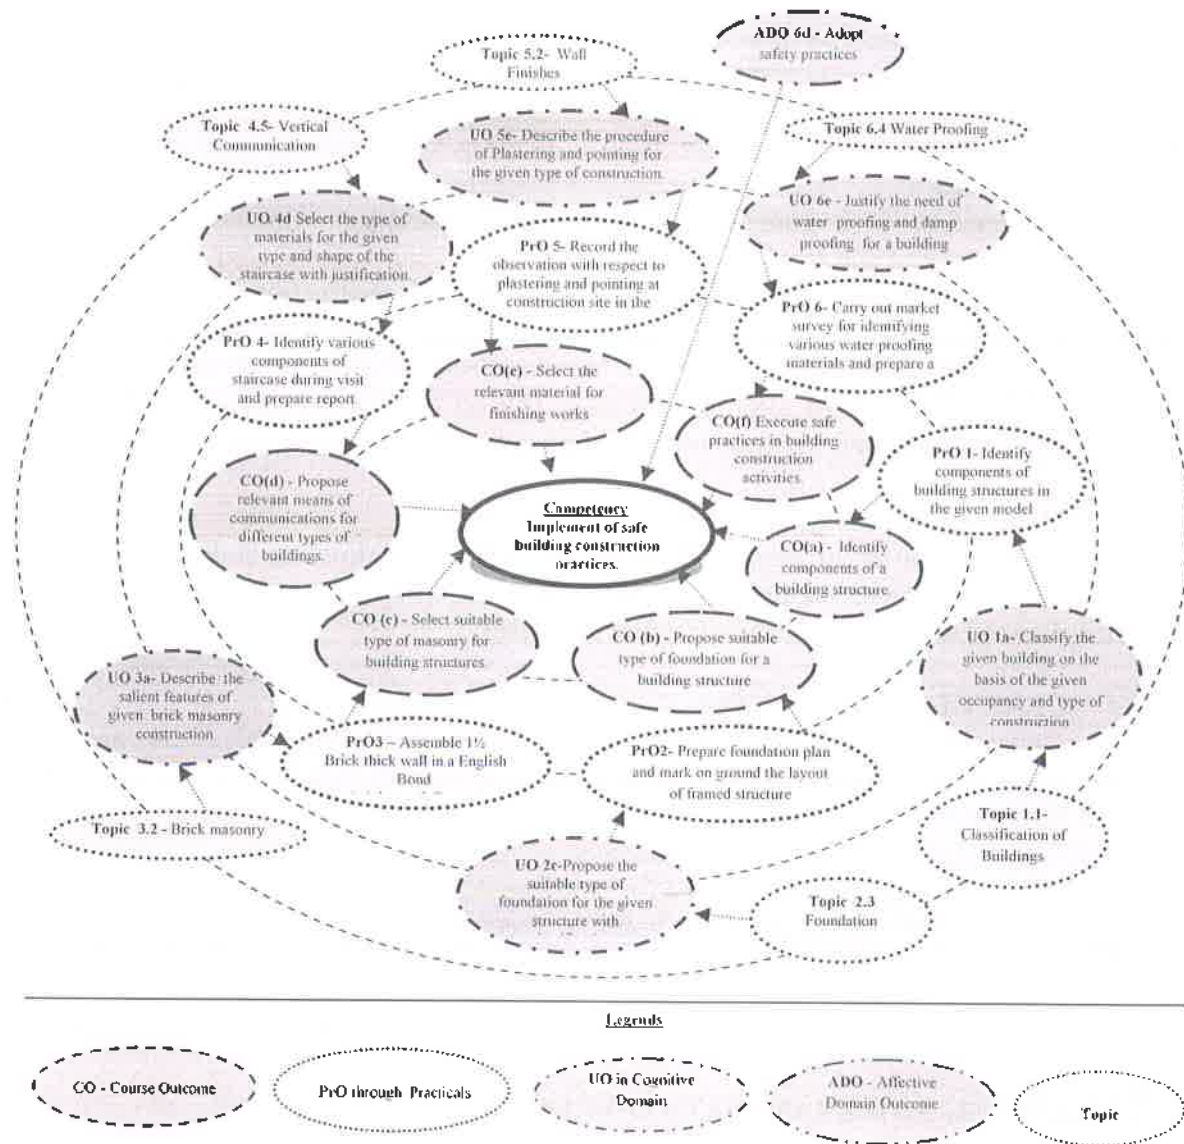 ADO 6d - Adopt
safety practices
Topic 5.2- Wall
Finishes
Topic 4.5- Vertical
Communication
UO 5e- Describe the procedure
of Plastering and pointing for
the given type of construction.
Topic 6.4 Water Proofing
UO 4d Select the type of
materials for the given
type and shape of the
staircase with justification.
PrO 5- Record the
observation with respect to
plastering and pointing at
construction site in the
UO 6e - Justify the need of
water proofing and damp
proofing for a building
PrO 4- Identify various
components of
staircase during visit
and prepare report
PrO 6- Carry out market
survey for identifying
various water proofing
materials and prepare a
CO(e) - Select the
relevant material for
finishing works
CO(f) Execute safe
practices in building
construction
activities.
PrO 1- Identify
components of
building structures in
the given model
CO(d) - Propose
relevant means of
communications for
different types of
buildings.
Competency
Implement of safe
building construction
practices.
CO(a) - Identify
components of a
building structure
CO (c) - Select suitable
type of masonry for
building structures
CO (b) - Propose suitable
type of foundation for a
building structure
UO 1a- Classify the
given building on the
basis of the given
occupancy and type of
construction
UO 3a- Describe the
salient features of
given brick masonry
construction
PrO3 – Assemble 1½
Brick thick wall in a English
Bond
PrO2- Prepare foundation plan
and mark on ground the layout
of framed structure
Topic 3.2 - Brick masonry
Topic 1.1-
Classification of
Buildings
UO 2c-Propose the
suitable type of
foundation for the given
structure with
Topic 2.3
Foundation
Legends
CO - Course Outcome
PrO through Practicals
UO in Cognitive
Domain
ADO - Affective
Domain Outcome
Topic